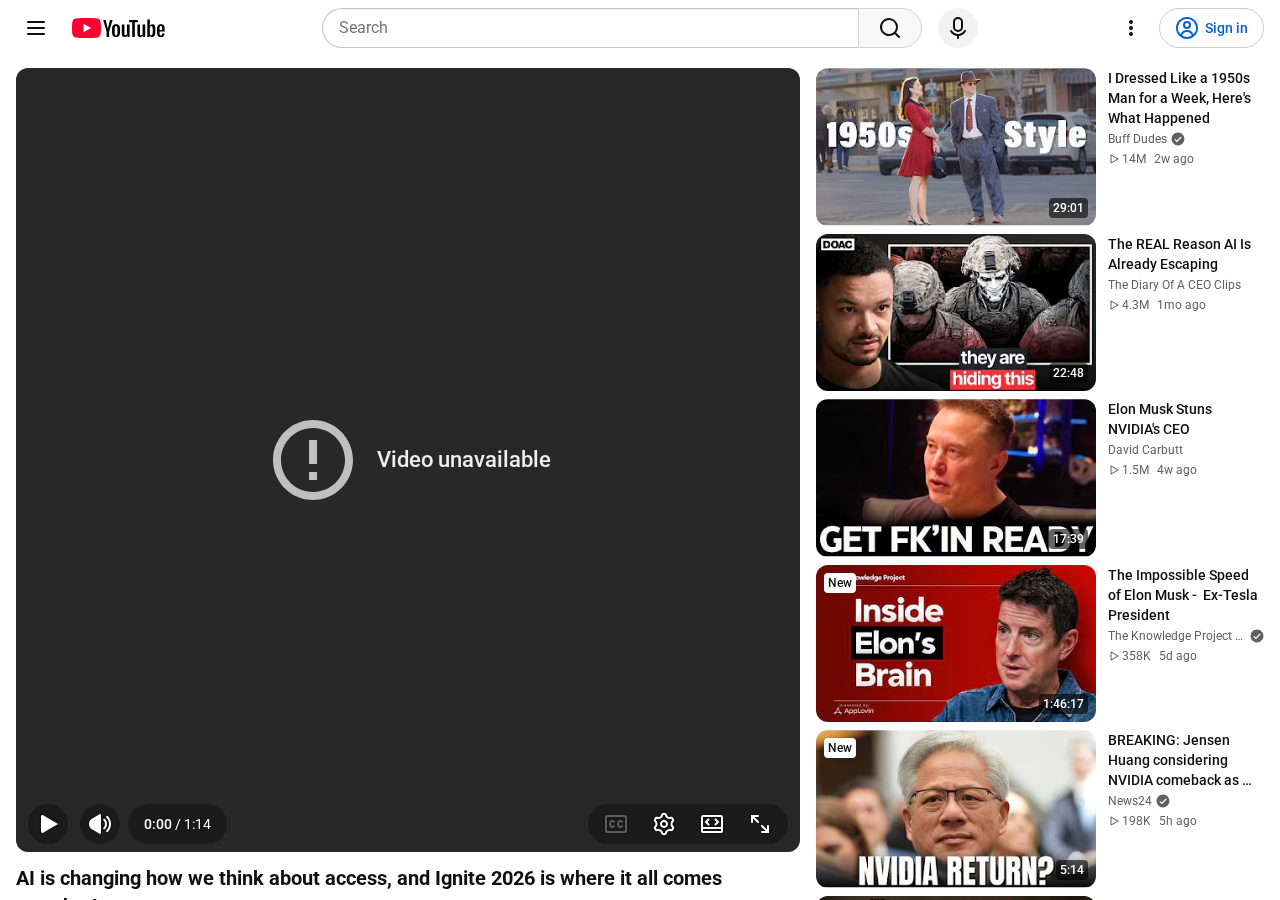 YouTube
Search
Sign in
Video unavailable
0:00 / 1:14
CC
AI is changing how we think about access, and Ignite 2026 is where it all comes
1950s Style
29:01
I Dressed Like a 1950s
Man for a Week, Here's
What Happened
Buff Dudes
14M 2w ago
DOAC
they are
hiding this
22:48
The REAL Reason AI Is
Already Escaping
The Diary Of A CEO Clips
4.3M 1mo ago
GET FK'IN READY
17:39
Elon Musk Stuns
NVIDIA's CEO
David Carbutt
1.5M 4w ago
New
Knowledge Project
Inside
Elon's
Brain
AppLovin
1:46:17
The Impossible Speed
of Elon Musk - Ex-Tesla
President
The Knowledge Project ...
358K 5d ago
New
NVIDIA RETURN?
5:14
BREAKING: Jensen
Huang considering
NVIDIA comeback as ...
News24
198K 5h ago